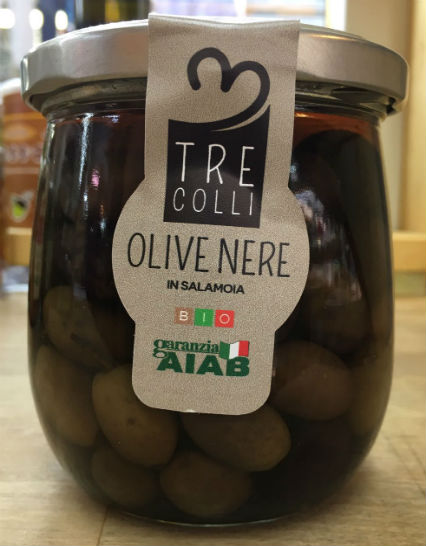 TRE
COLLI
OLIVE NERE
IN SALAMOIA
BIO
garanzia
AIAB